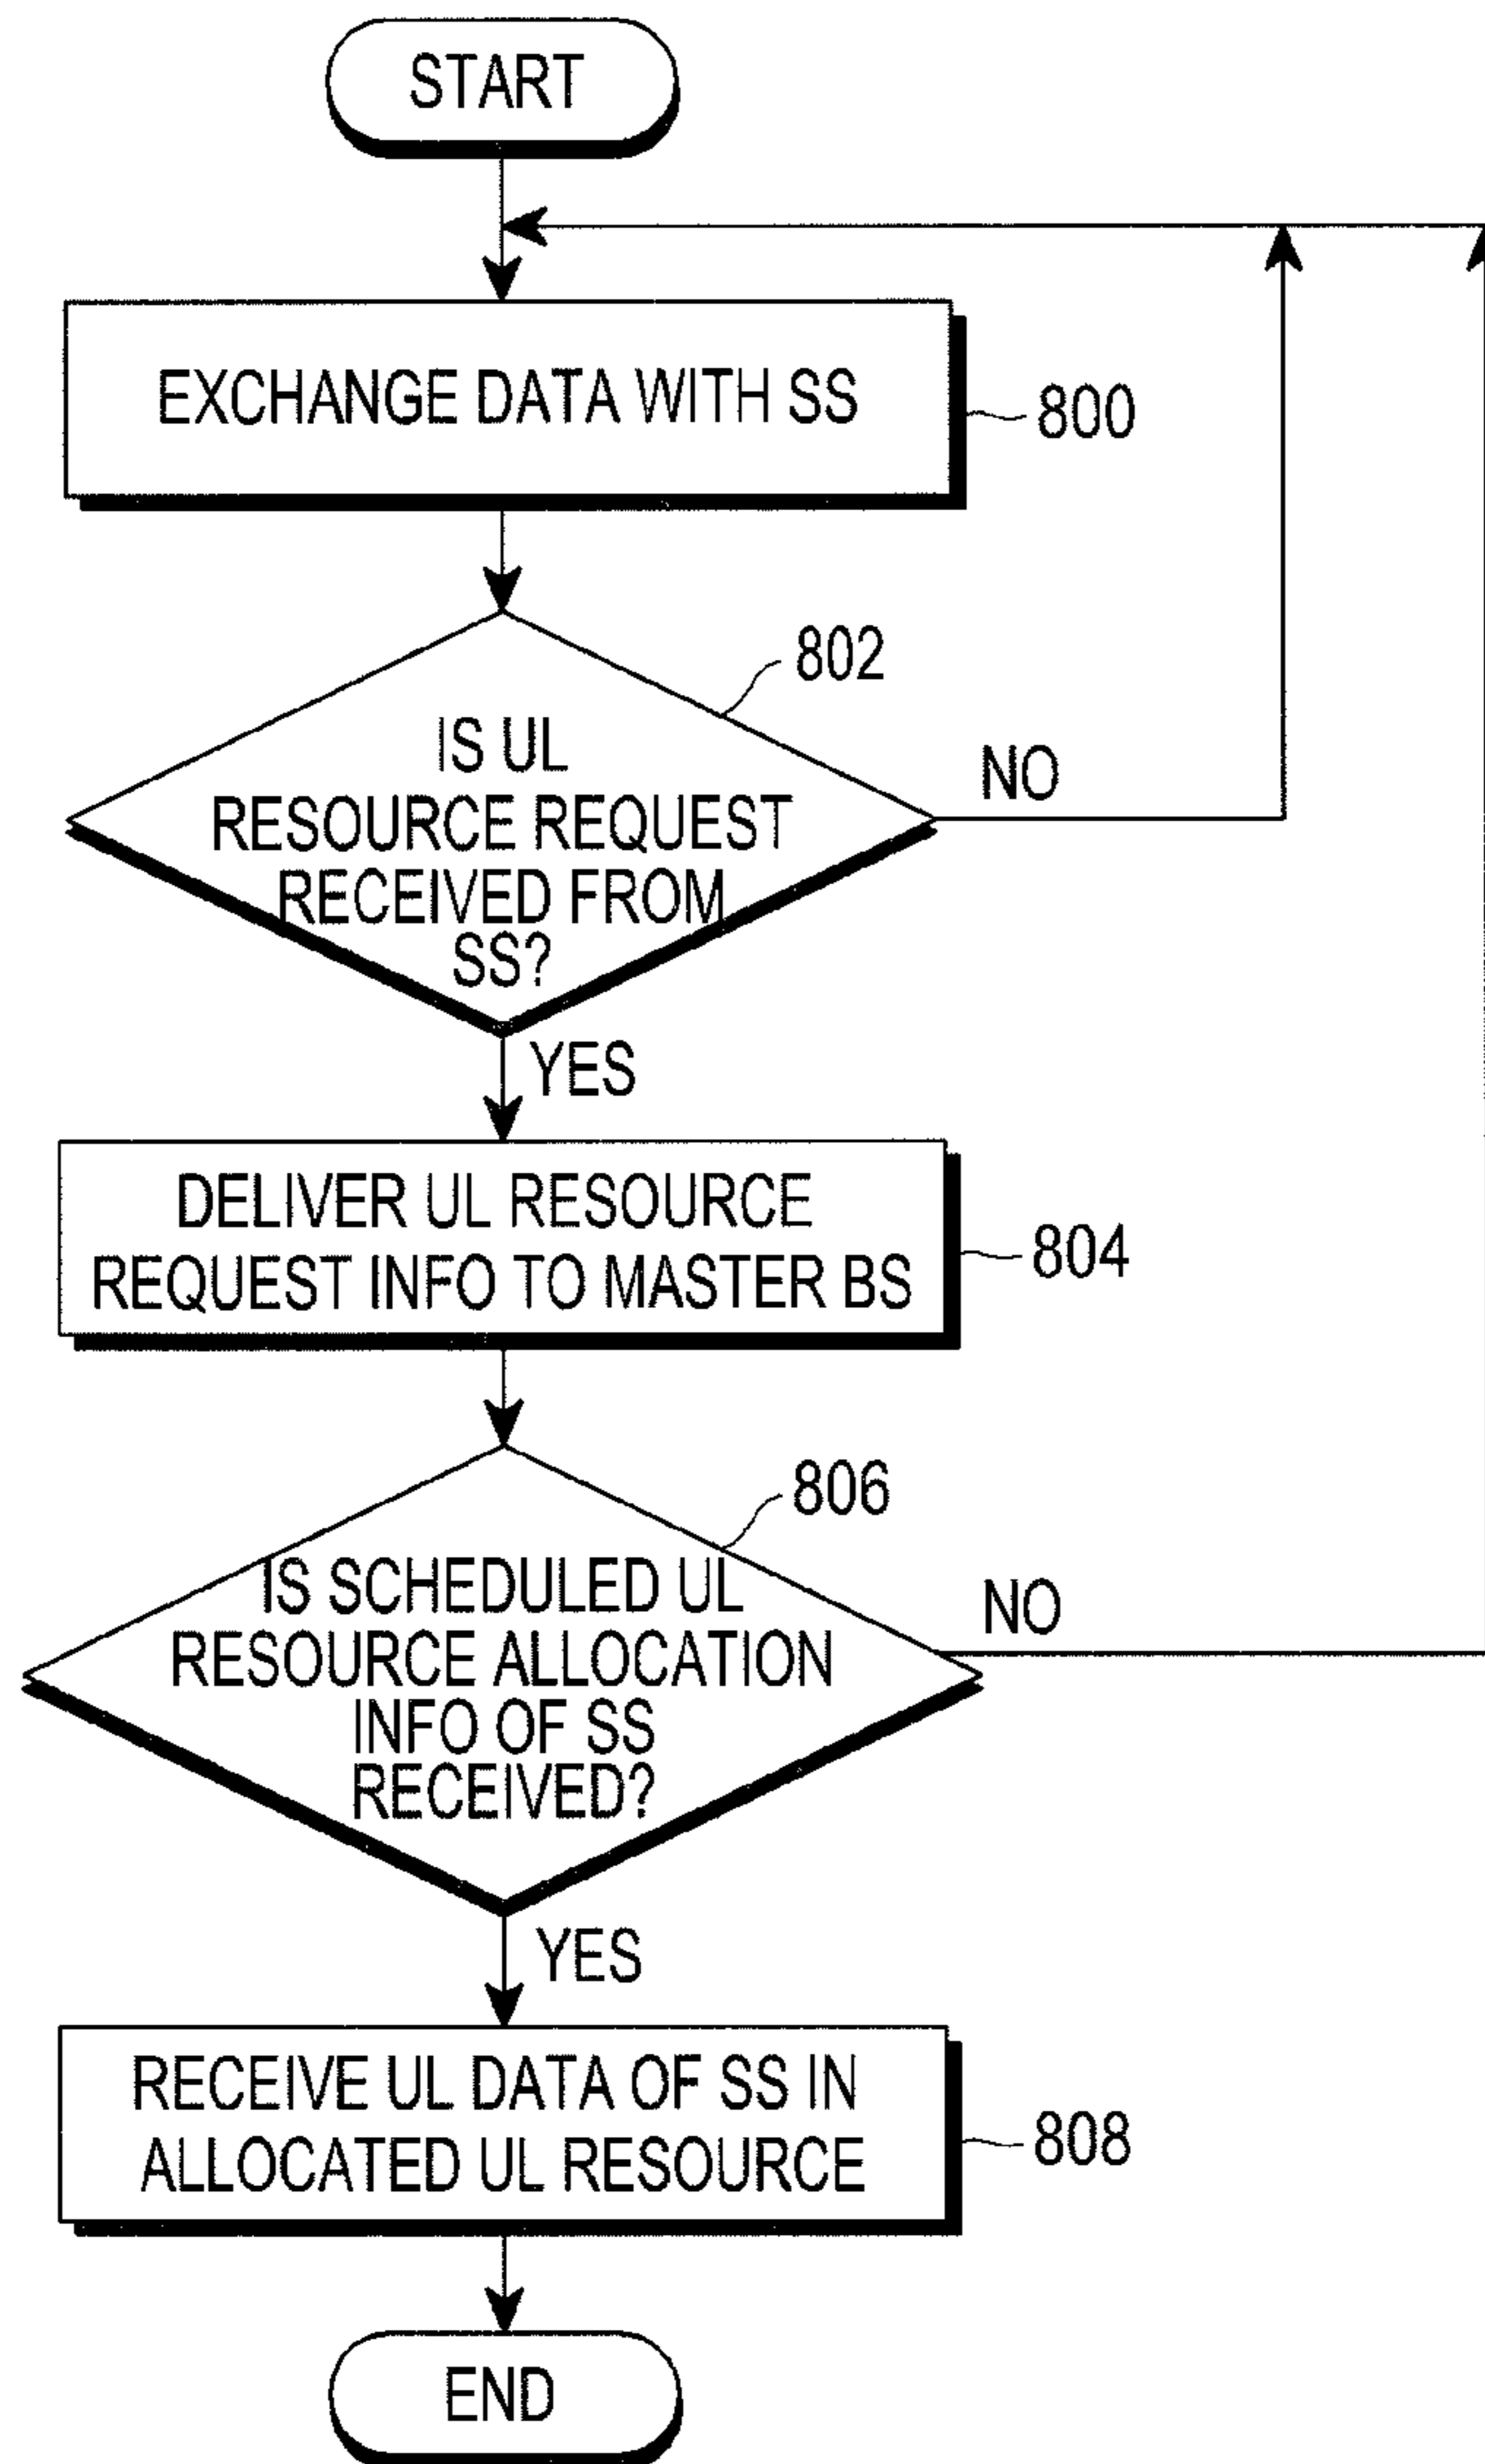 START
EXCHANGE DATA WITH SS
800
802
IS UL
RESOURCE REQUEST
RECEIVED FROM
SS?
NO
YES
DELIVER UL RESOURCE
REQUEST INFO TO MASTER BS
804
806
IS SCHEDULED UL
RESOURCE ALLOCATION
INFO OF SS
RECEIVED?
NO
YES
RECEIVE UL DATA OF SS IN
ALLOCATED UL RESOURCE
808
END